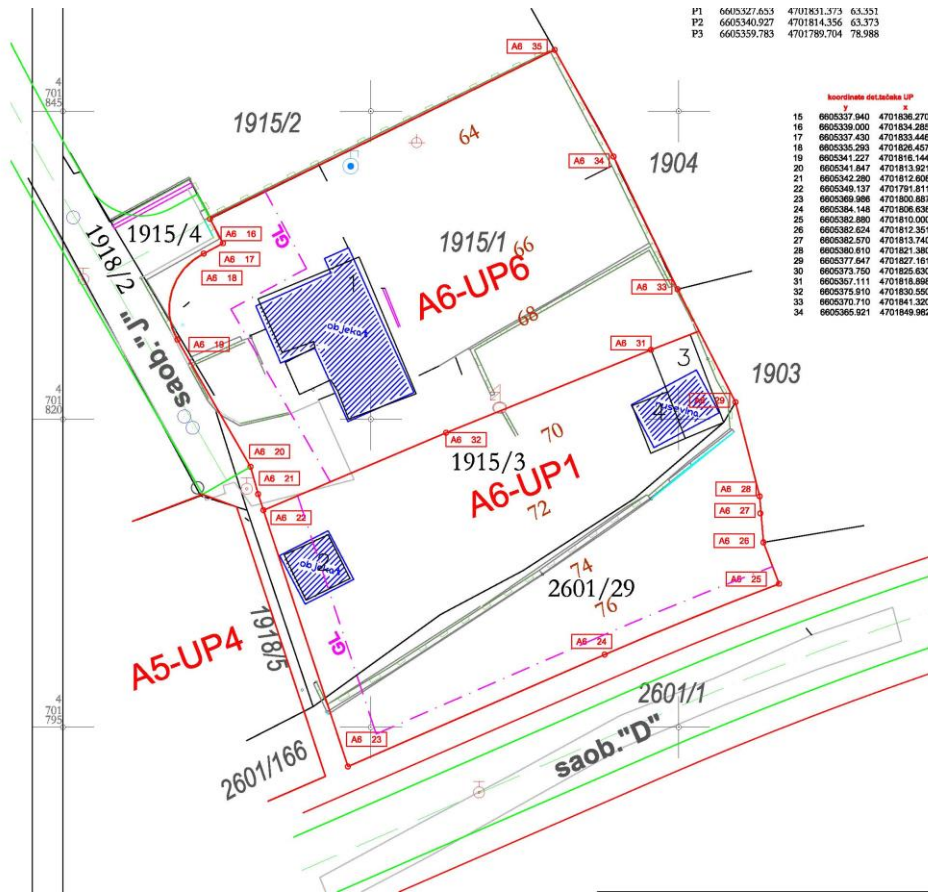 P1 6605327.653 4701831.373 63.351
P2 6605340.927 4701814.356 63.373
P3 6605359.783 4701789.704 78.988
A6 35
koordinate det.tačaka UP
y x
15 6605337.940 4701836.270
16 6605339.000 4701834.285
17 6605337.430 4701833.446
18 6605335.293 4701826.457
19 6605341.227 4701816.144
20 6605341.847 4701813.921
21 6605342.280 4701812.608
22 6605349.137 4701791.811
23 6605369.986 4701800.887
24 6605384.148 4701806.636
25 6605382.880 4701810.000
26 6605382.624 4701812.351
27 6605382.570 4701813.740
28 6605380.610 4701821.380
29 6605377.647 4701827.161
30 6605373.750 4701825.630
31 6605357.111 4701818.898
32 6605375.910 4701830.550
33 6605370.710 4701841.320
34 6605365.921 4701849.982
4
701
845
1915/2
64
A6 34
1904
1915/4
1918/2
A6 16
A6 17
A6 18
GL
1915/1
66
A6-UP6
1
A6 33
68
objekat
saob."J"
A6 19
A6 31
3
1903
701
820
4
A6 29
A6 32
70
1915/3
A6 20
A6-UP1
A6 21
A6 22
A6 28
A6 27
72
A6 26
2
objekat
74
2601/29
A6 25
76
1918/5
GL
A6 24
A5-UP4
4
701
795
2601/1
A6 23
saob."D"
2601/166